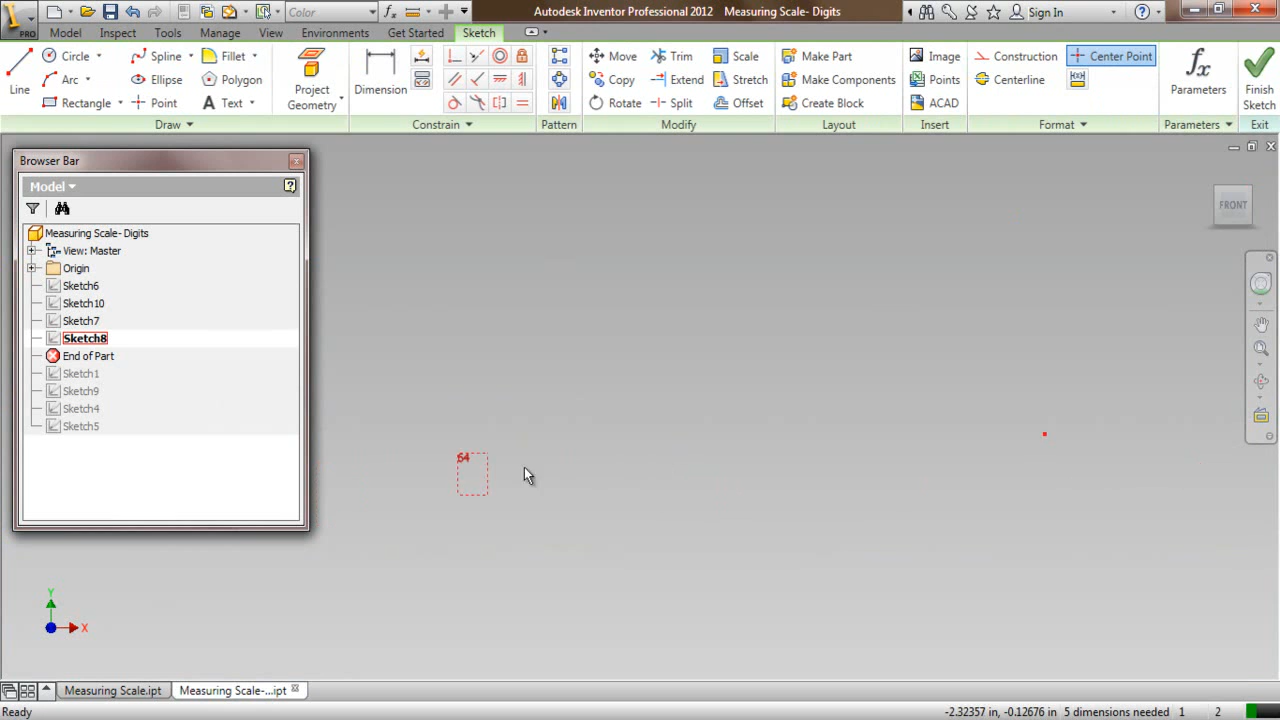 Color
Autodesk Inventor Professional 2012 Measuring Scale- Digits
Sign In
PRO
Model Inspect Tools Manage View Environments Get Started Sketch
Line
Circle
Arc
Rectangle
Spline
Ellipse
Point
Fillet
Polygon
Text
Project
Geometry
Dimension
Move
Copy
Rotate
Trim
Extend
Split
Scale
Stretch
Offset
Make Part
Make Components
Create Block
Image
Points
ACAD
Construction
Centerline
Center Point
Parameters
Finish
Sketch
Draw Constrain Pattern Modify Layout Insert Format Parameters Exit
Browser Bar
Model
Measuring Scale- Digits
View: Master
Origin
Sketch6
Sketch10
Sketch7
Sketch8
End of Part
Sketch1
Sketch9
Sketch4
Sketch5
FRONT
64
Y
X
Measuring Scale.ipt Measuring Scale-...ipt
Ready -2.32357 in, -0.12676 in 5 dimensions needed 1 2